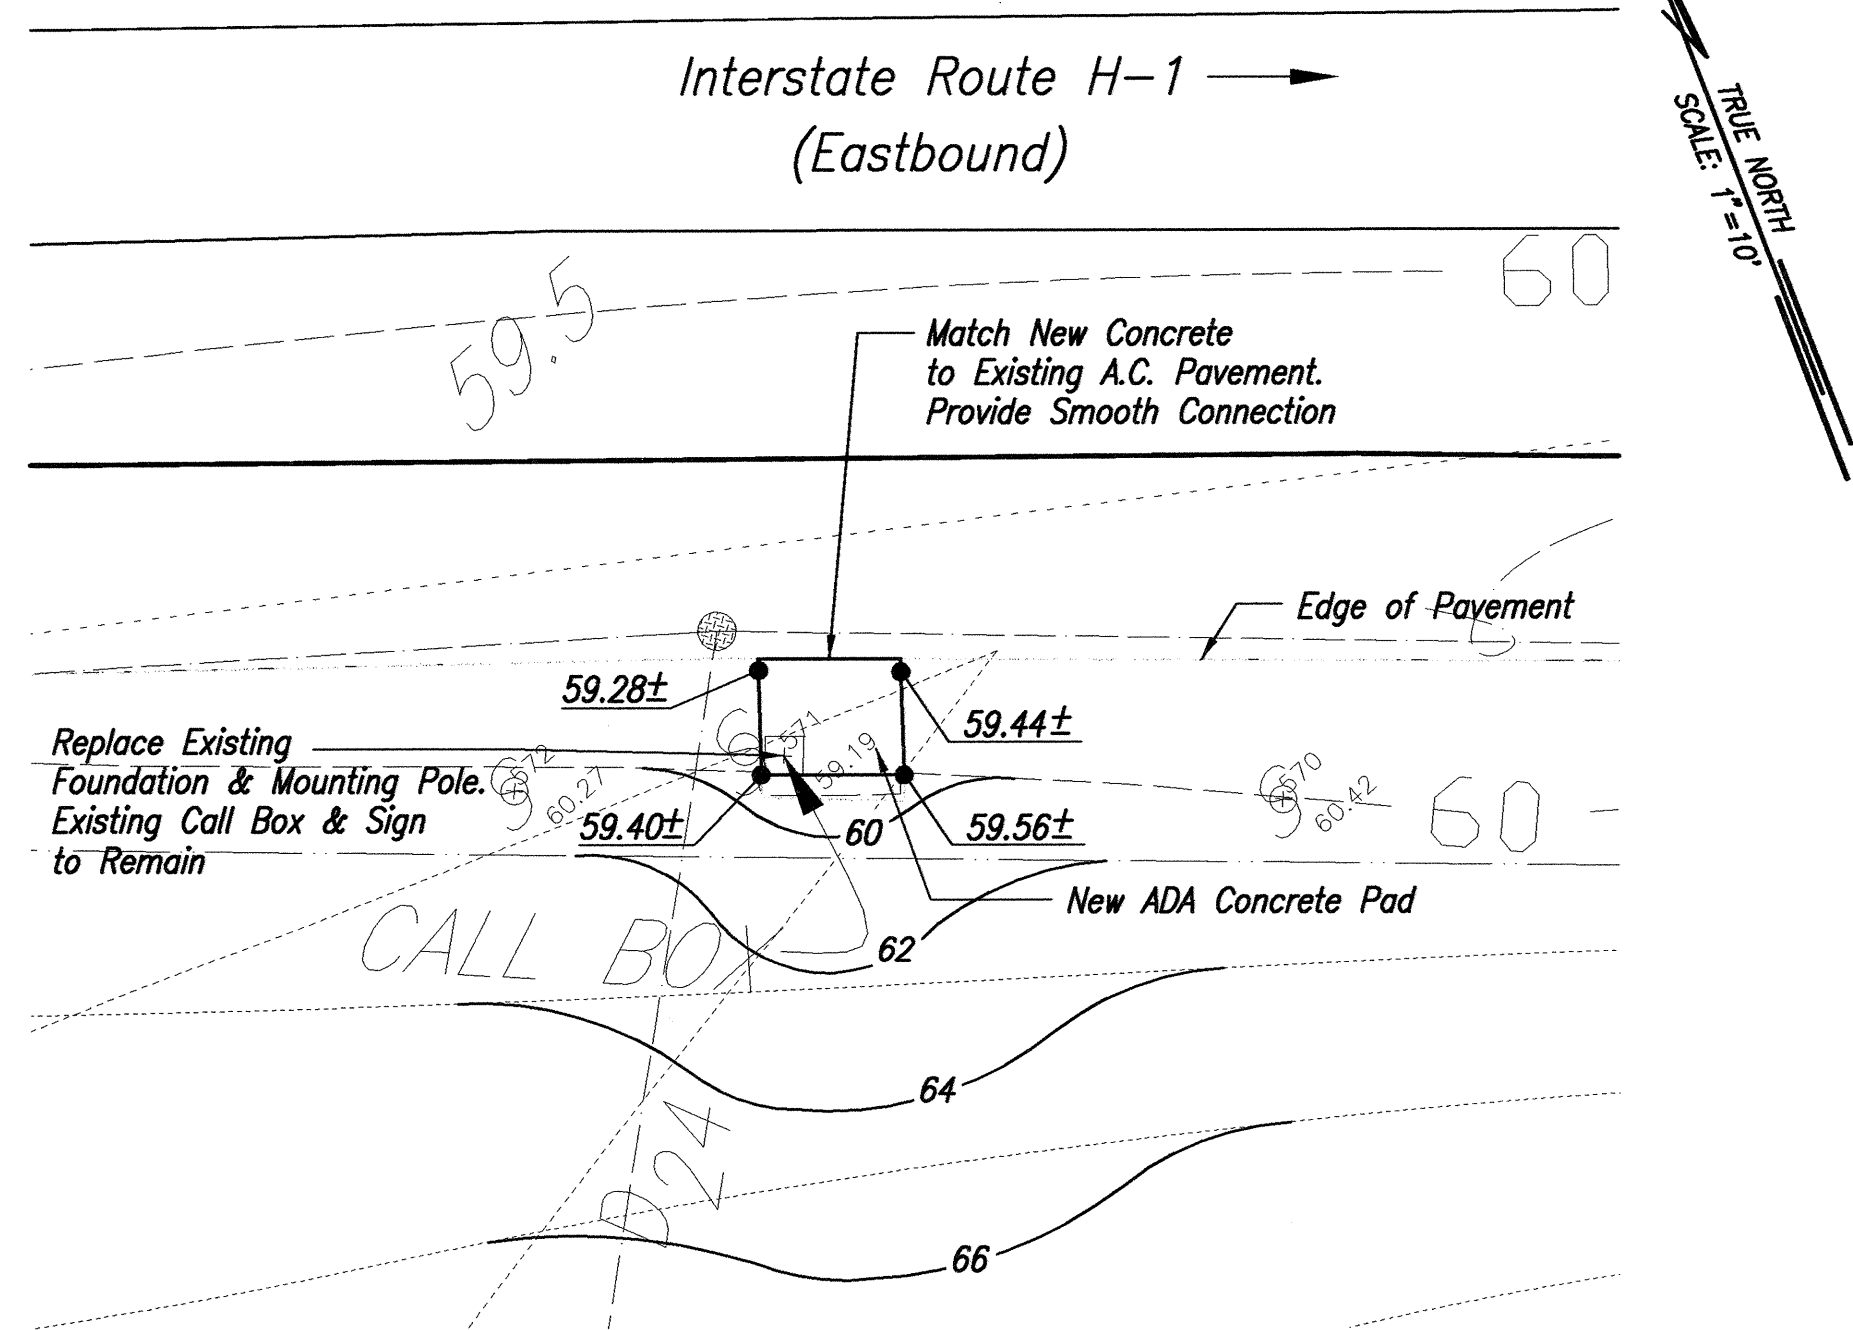 Interstate Route H-1
(Eastbound)
TRUE NORTH
SCALE: 1"=10'
60
59.5
Match New Concrete
to Existing A.C. Pavement.
Provide Smooth Connection
Edge of Pavement
59.28±
59.44±
Replace Existing
Foundation & Mounting Pole.
Existing Call Box & Sign
to Remain
571
59.19
572
60.27
570
60.42
59.40±
60
59.56±
60
New ADA Concrete Pad
CALL BOX
62
64
D24
66